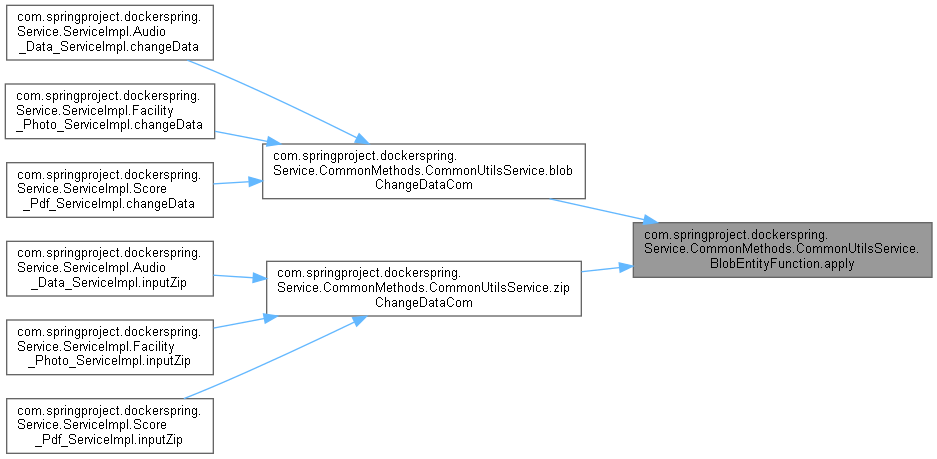 com.springproject.dockerspring.
Service.ServiceImpl.Audio
_Data_ServiceImpl.changeData
com.springproject.dockerspring.
Service.ServiceImpl.Facility
_Photo_ServiceImpl.changeData
com.springproject.dockerspring.
Service.ServiceImpl.Score
_Pdf_ServiceImpl.changeData
com.springproject.dockerspring.
Service.ServiceImpl.Audio
_Data_ServiceImpl.inputZip
com.springproject.dockerspring.
Service.ServiceImpl.Facility
_Photo_ServiceImpl.inputZip
com.springproject.dockerspring.
Service.ServiceImpl.Score
_Pdf_ServiceImpl.inputZip
com.springproject.dockerspring.
Service.CommonMethods.CommonUtilsService.blob
ChangeDataCom
com.springproject.dockerspring.
Service.CommonMethods.CommonUtilsService.zip
ChangeDataCom
com.springproject.dockerspring.
Service.CommonMethods.CommonUtilsService.
BlobEntityFunction.apply